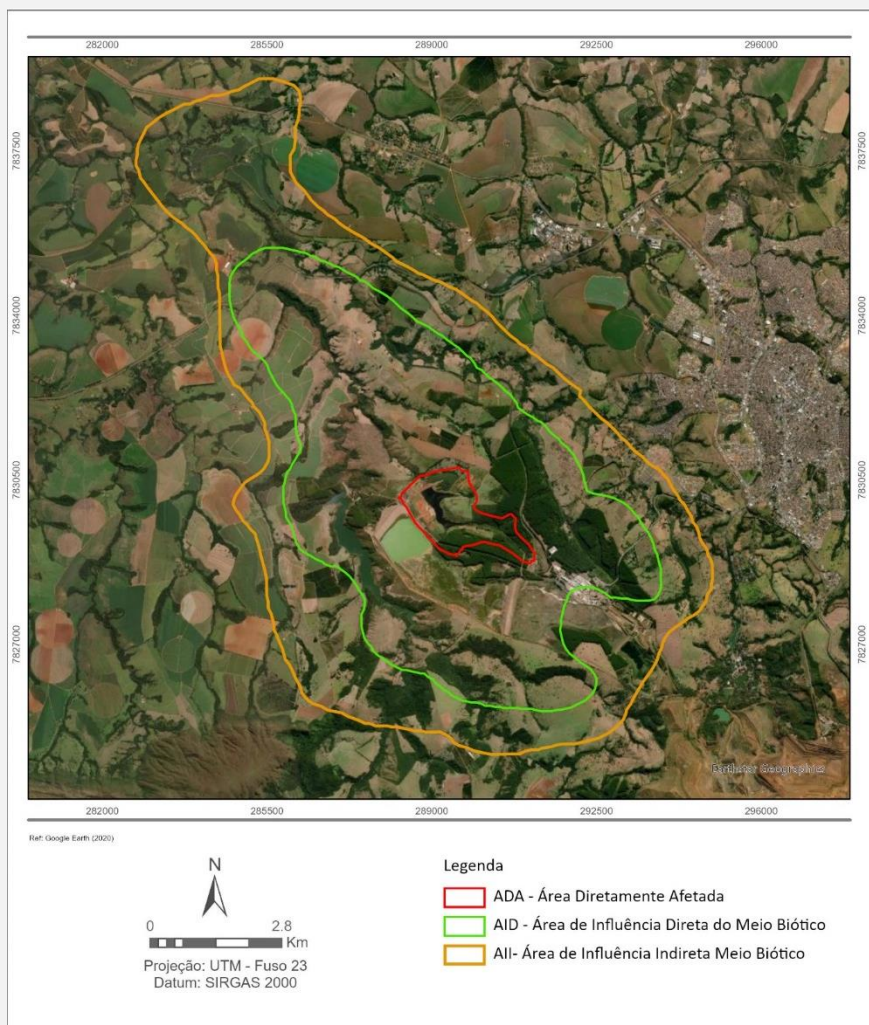 282000 285500 289000 292500 296000
7837500 7837500
7834000 7834000
7830500 7830500
7827000 7827000
Earthstar Geographics
282000 285500 289000 292500 296000
Ref: Google Earth (2020)
N
0 2.8
Km
Projeção: UTM - Fuso 23
Datum: SIRGAS 2000
Legenda
ADA - Área Diretamente Afetada
AID - Área de Influência Direta do Meio Biótico
AII- Área de Influência Indireta Meio Biótico